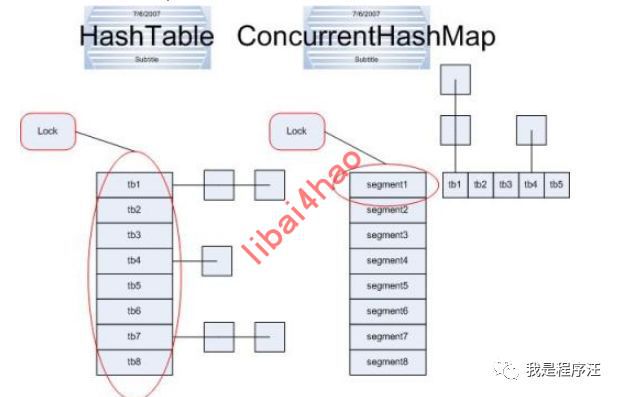 7/6/2007
HashTable
Subtitle
7/6/2007
ConcurrentHashMap
Subtitle
Lock
tb1
tb2
tb3
tb4
tb5
tb6
tb7
tb8
Lock
segment1
segment2
segment3
segment4
segment5
segment6
segment7
segment8
tb1 tb2 tb3 tb4 tb5
libai4hao
我是程序汪